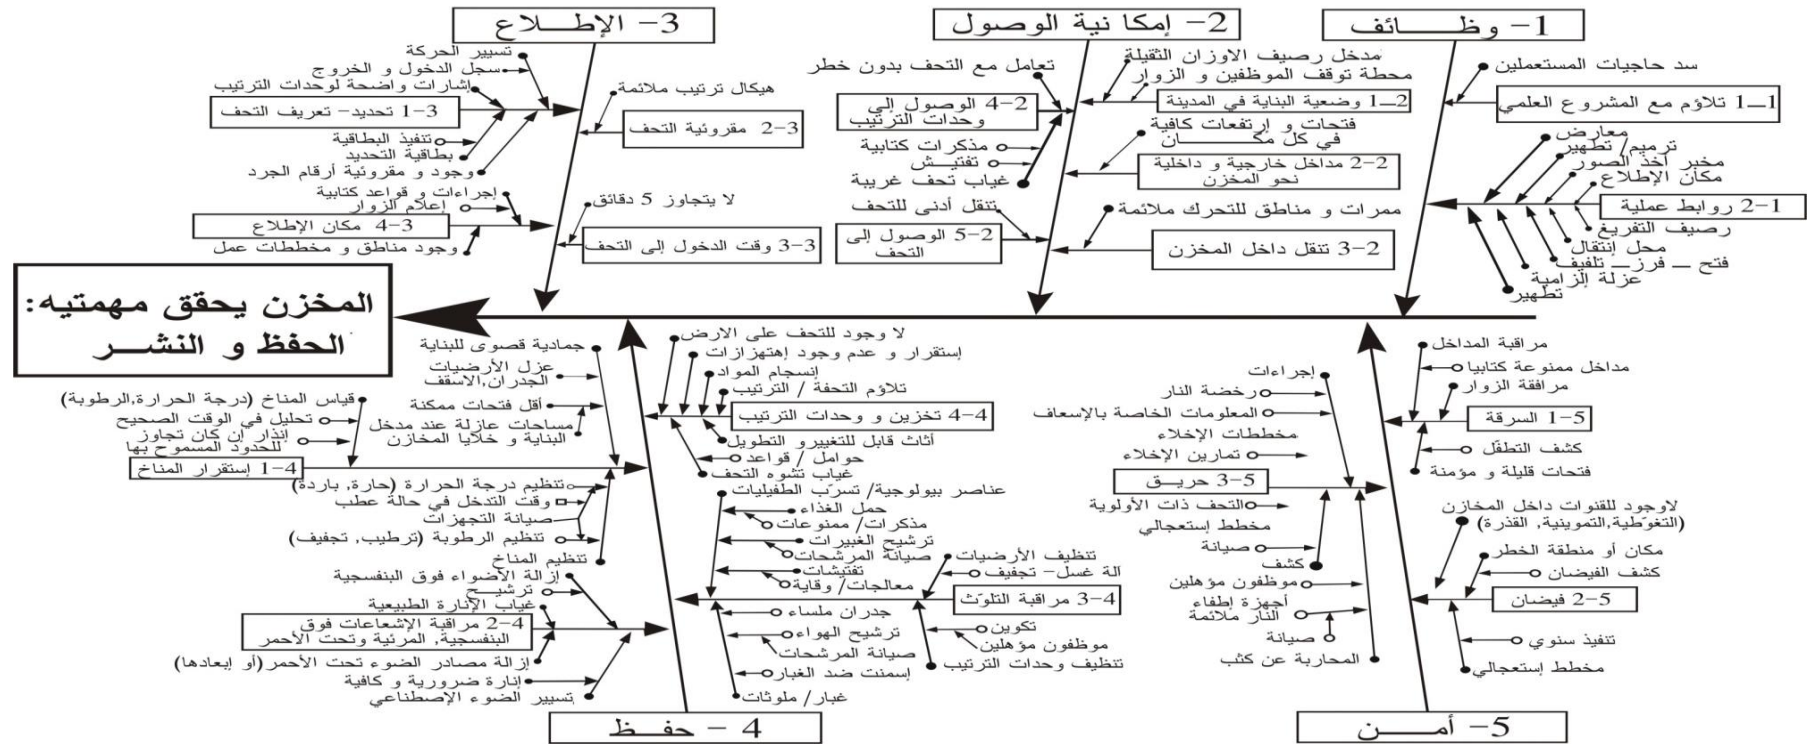 1- وظــــائف
سد حاجيات المستعملين
1ــ1 تلاؤم مع المشروع العلمي
معارض
ترميم/ تطهير
مخبر أخذ الصور
مكان الإطلاع
1-2 روابط عملية
رصيف التفريغ
محل إنتقال
فتح ــ فرز ــ تلفيف
عزلة إلزامية
تطهير
2- إمكانية الوصول
مدخل رصيف الاوزان الثقيلة
محطة توقف الموظفين و الزوار
2ــ1 وضعية البناية في المدينة
فتحات و إرتفعات كافية
في كل مكــــان
2-2 مداخل خارجية و داخلية
نحو المخزن
ممرات و مناطق للتحرك ملائمة
2-3 تنقل داخل المخزن
تعامل مع التحف بدون خطر
2-4 الوصول إلى
وحدات الترتيب
مذكرات كتابية
تفتيــش
غياب تحف غريبة
تنقل أدنى للتحف
2-5 الوصول إلى
التحف
3- الإطــلاع
تسيير الحركة
سجل الدخول و الخروج
إشارات واضحة لوحدات الترتيب
3-1 تحديد- تعريف التحف
تنفيذ البطاقية
بطاقية التحديد
وجود و مقروئية أرقام الجرد
هيكال ترتيب ملائمة
3-2 مقروئية التحف
لا يتجاوز 5 دقائق
3-3 وقت الدخول إلى التحف
إجراءات و قواعد كتابية
إعلام الزوار
3-4 مكان الإطلاع
وجود مناطق و مخططات عمل
المخزن يحقق مهمتيه:
الحفظ و النشــر
لا وجود للتحف على الارض
إستقرار و عدم وجود إهتهزازات
إنسجام المواد
تلاؤم التحفة / الترتيب
4-4 تخزين و وحدات الترتيب
أثاث قابل للتغييرو التطويل
حوامل / قواعد
غياب تشوه التحف
جمادية قصوى للبناية
عزل الأرضيات
الجدران,الاسقف
أقل فتحات ممكنة
مساحات عازلة عند مدخل
البناية و خلايا المخازن
قياس المناخ (درجة الحرارة,الرطوبة)
تحليل في الوقت الصحيح
إنذار إن كان تجاوز
للحدود المسموح بها
4-1 إستقرار المناخ
تنظيم درجة الحرارة (حارة, باردة)
وقت التدخل في حالة عطب
صيانة التجهزات
تنظيم الرطوبة (ترطيب, تجفيف)
تنظيم المناخ
عناصر بيولوجية/ تسرّب الطفيليات
حمل الغذاء
مذكرات/ ممنوعات
ترشيح الغبيرات
صيانة المرشحات
تفتيشات
معالجات/ وقاية
تنظيف الأرضيات
آلة غسل- تجفيف
4-3 مراقبة التلوّث
تكوين
موظفون مؤهلين
تنظيف وحدات الترتيب
جدران ملساء
ترشيح الهواء
صيانة المرشحات
إسمنت ضد الغبار
غبار/ ملوثات
إزالة الأضواء فوق البنفسجية
ترشيــح
غياب الإنارة الطبيعية
4-2 مراقبة الإشعاعات فوق
البنفسجية, المرئية وتحت الأحمر
إزالة مصادر الضوء تحت الأحمر(أو إبعادها)
إنارة ضرورية و كافية
تسيير الضوء الإصطناعي
4 - حفــظ
مراقبة المداخل
مداخل ممنوعة كتابيا
مرافقة الزوار
5-1 السرقة
كشف التطفّل
فتحات قليلة و مؤمنة
لاوجود للقنوات داخل المخازن
(التغوّطية,التموينية, القذرة)
مكان أو منطقة الخطر
كشف الفيضان
5-2 فيضان
تنفيذ سنوي
مخطط إستعجالي
إجراءات
رخضة النار
المعلومات الخاصة بالإسعاف
مخططات الإخلاء
تمارين الإخلاء
5-3 حريــق
التحف ذات الأولوية
مخطط إستعجالي
صيانة
كشف
موظفون مؤهلين
أجهزة إطفاء
النار ملائمة
صيانة
المحاربة عن كثب
5- أمــــن